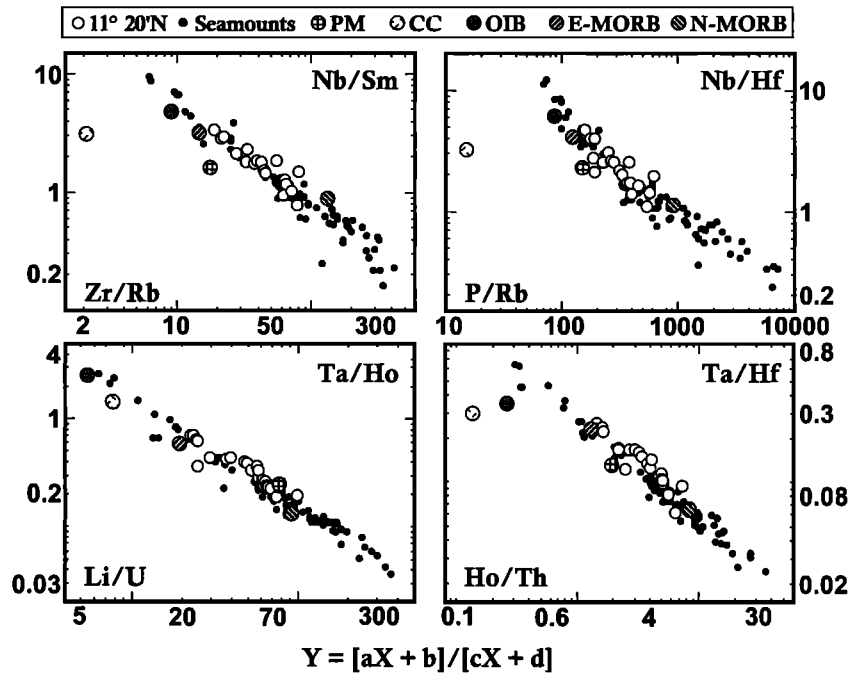 11° 20'N Seamounts PM CC OIB E-MORB N-MORB
10
1
0.2
Nb/Sm
Zr/Rb
2 10 50 100 300
Nb/Hf
P/Rb
10
1
0.2
10 100 1000 10000
4
1
0.2
0.03
Ta/Ho
Li/U
5 20 70 300
Ta/Hf
Ho/Th
0.8
0.3
0.08
0.02
0.1 0.6 4 30
Y = [aX + b]/[cX + d]